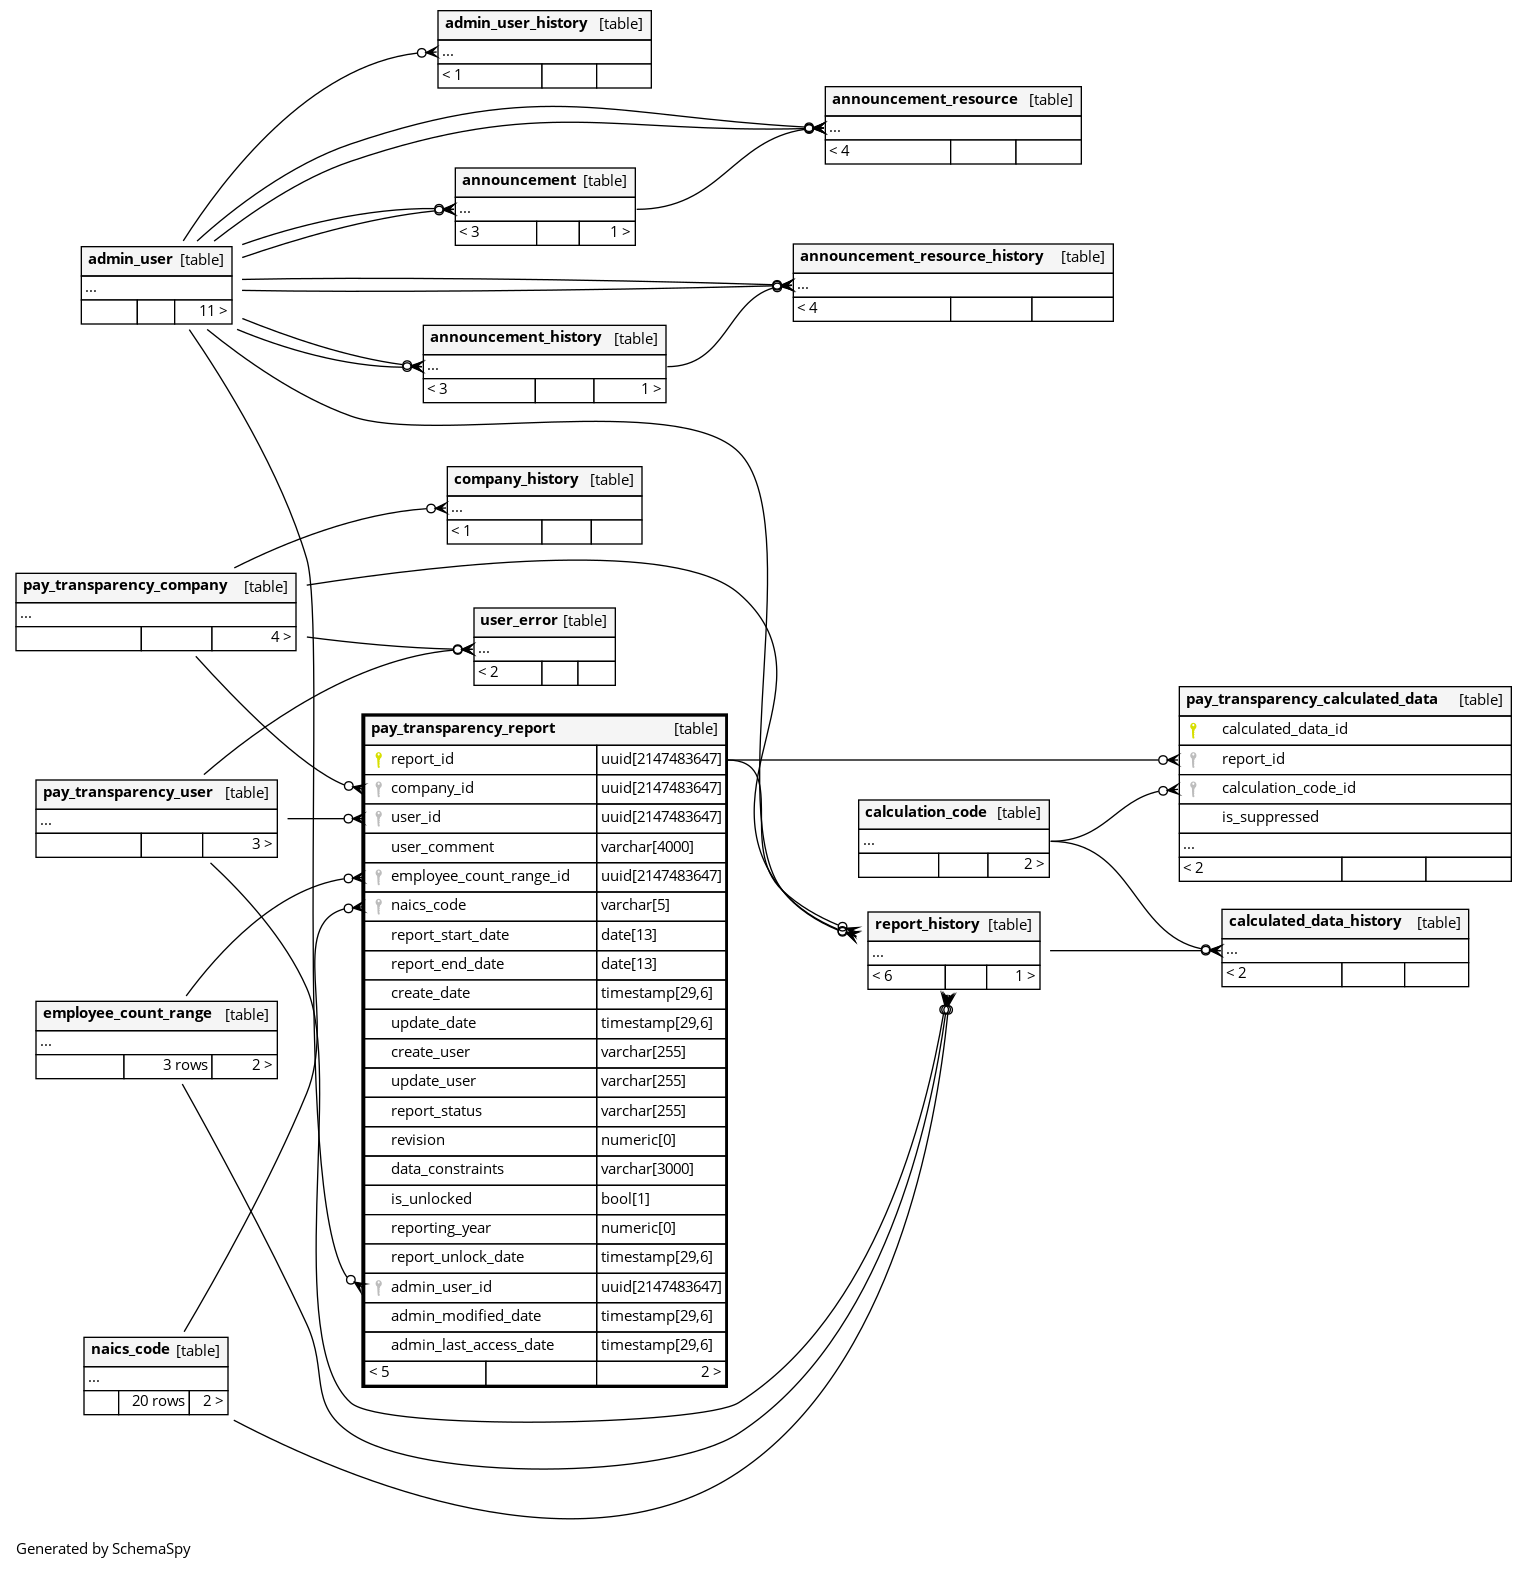 admin_user_history [table]
...
< 1
announcement_resource [table]
...
< 4
announcement [table]
...
< 3 1 >
admin_user [table]
...
11 >
announcement_resource_history [table]
...
< 4
announcement_history [table]
...
< 3 1 >
company_history [table]
...
< 1
pay_transparency_company [table]
...
4 >
user_error [table]
...
< 2
pay_transparency_report [table]
report_id uuid[2147483647]
company_id uuid[2147483647]
user_id uuid[2147483647]
user_comment varchar[4000]
employee_count_range_id uuid[2147483647]
naics_code varchar[5]
report_start_date date[13]
report_end_date date[13]
create_date timestamp[29,6]
update_date timestamp[29,6]
create_user varchar[255]
update_user varchar[255]
report_status varchar[255]
revision numeric[0]
data_constraints varchar[3000]
is_unlocked bool[1]
reporting_year numeric[0]
report_unlock_date timestamp[29,6]
admin_user_id uuid[2147483647]
admin_modified_date timestamp[29,6]
admin_last_access_date timestamp[29,6]
< 5 2 >
pay_transparency_calculated_data [table]
calculated_data_id
report_id
calculation_code_id
is_suppressed
...
< 2
pay_transparency_user [table]
...
3 >
calculation_code [table]
...
2 >
report_history [table]
...
< 6 1 >
calculated_data_history [table]
...
< 2
employee_count_range [table]
...
3 rows 2 >
naics_code [table]
...
20 rows 2 >
Generated by SchemaSpy